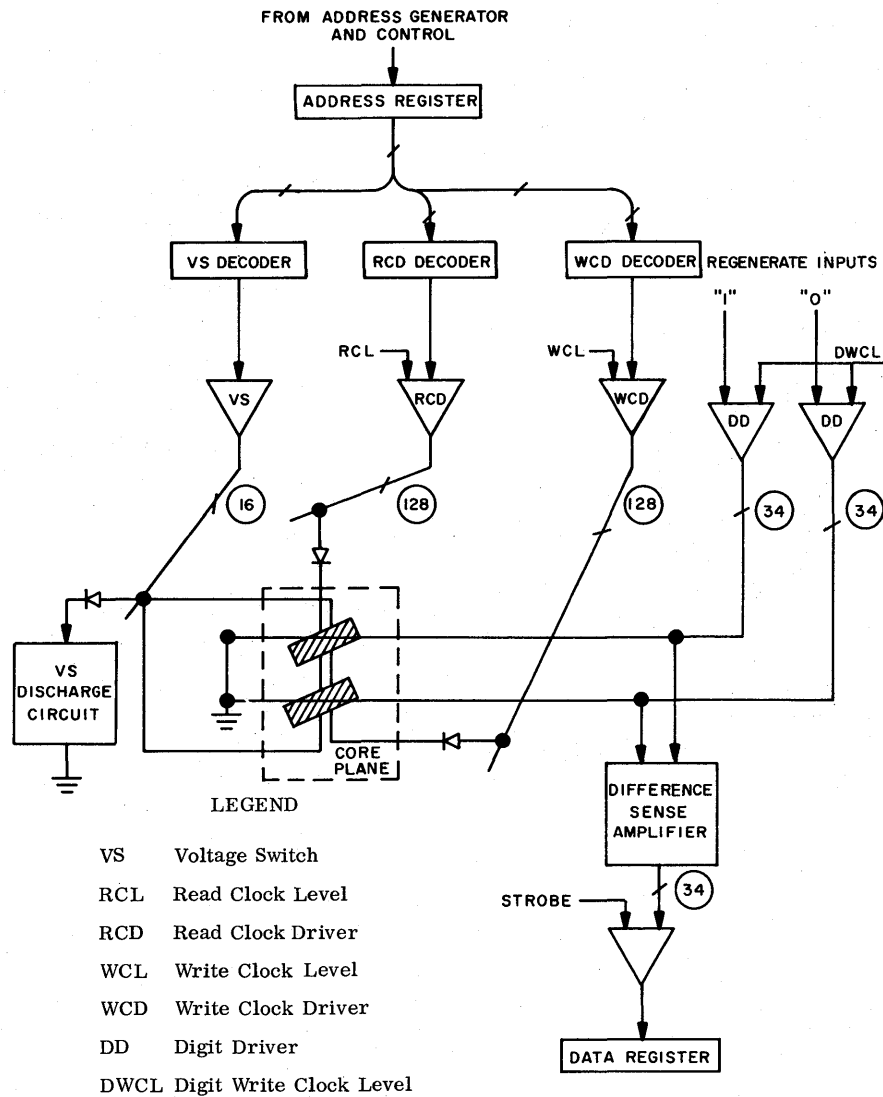 FROM ADDRESS GENERATOR
AND CONTROL
ADDRESS REGISTER
VS DECODER
RCD DECODER
WCD DECODER
REGENERATE INPUTS
"1"
"0"
RCL
WCL
DWCL
VS
RCD
WCD
DD
DD
16
128
128
34
34
VS
DISCHARGE
CIRCUIT
CORE
PLANE
DIFFERENCE
SENSE
AMPLIFIER
34
STROBE
DATA REGISTER
LEGEND
VS Voltage Switch
RCL Read Clock Level
RCD Read Clock Driver
WCL Write Clock Level
WCD Write Clock Driver
DD Digit Driver
DWCL Digit Write Clock Level